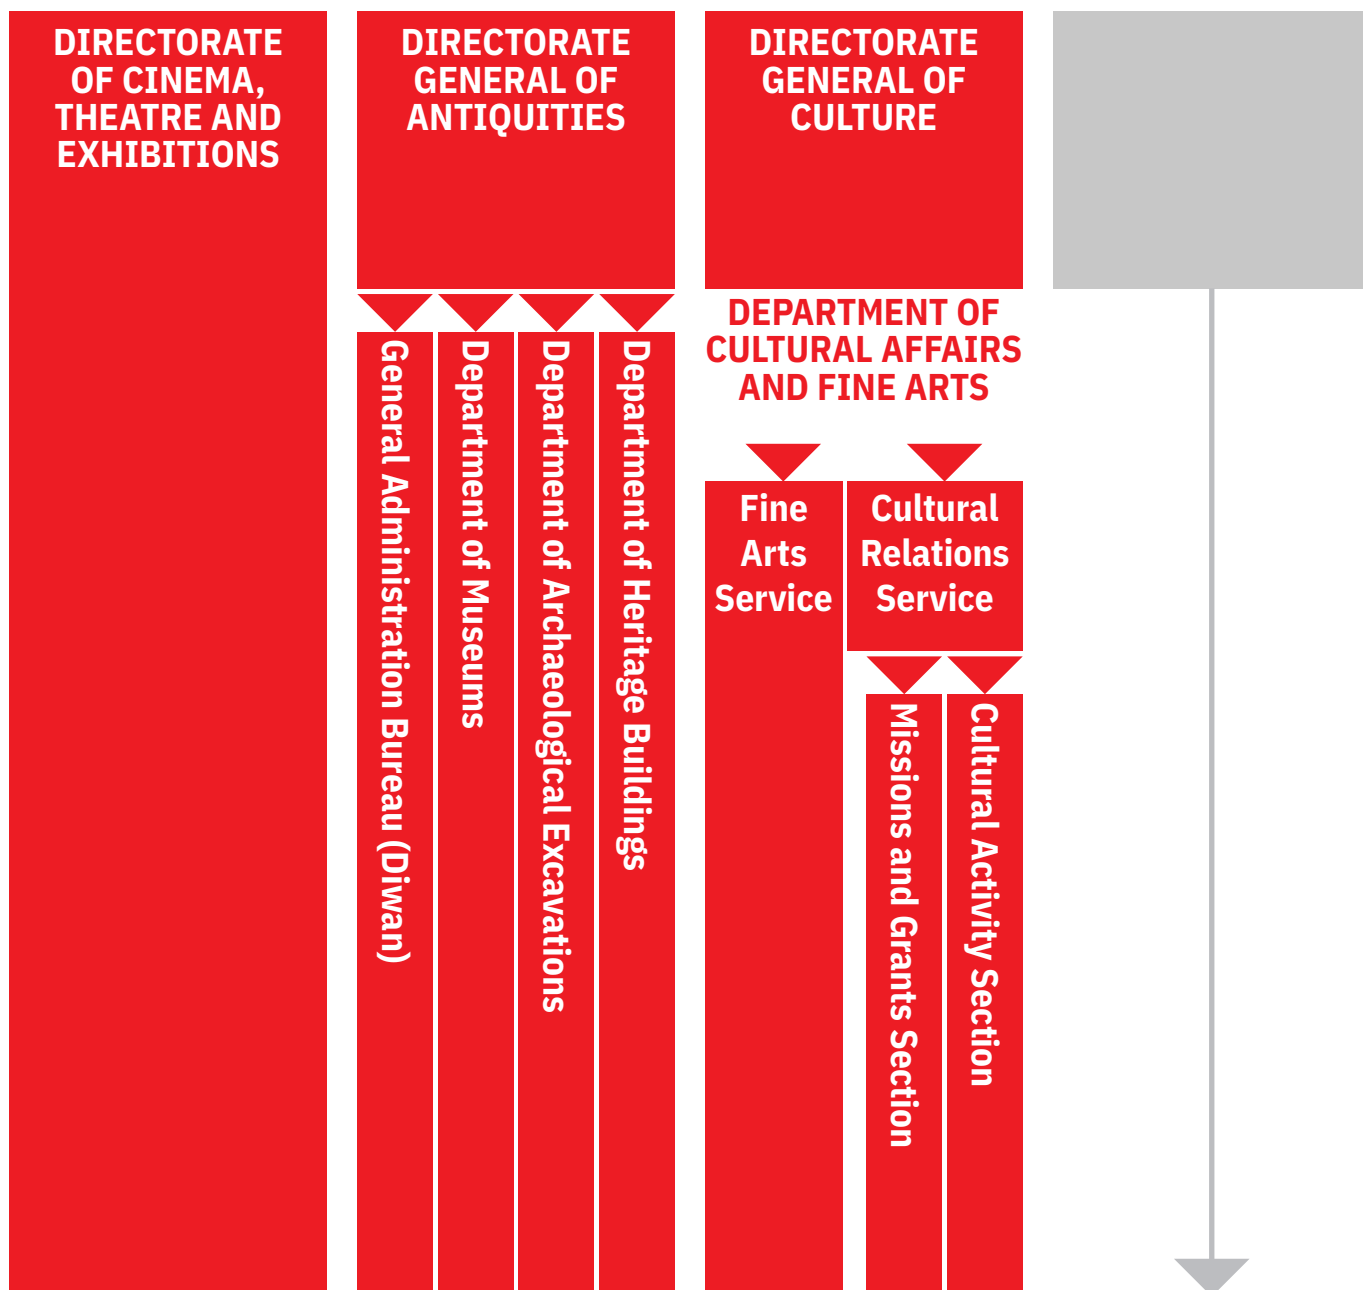 DIRECTORATE
OF CINEMA,
THEATRE AND
EXHIBITIONS
DIRECTORATE
GENERAL OF
ANTIQUITIES
General Administration Bureau (Diwan)
Department of Museums
Department of Archaeological Excavations
Department of Heritage Buildings
DIRECTORATE
GENERAL OF
CULTURE
DEPARTMENT OF
CULTURAL AFFAIRS
AND FINE ARTS
Fine
Arts
Service
Cultural
Relations
Service
Missions and Grants Section
Cultural Activity Section